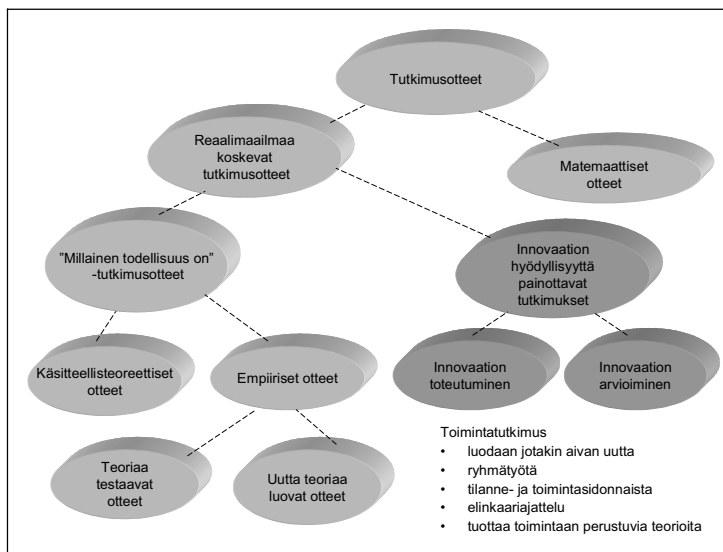 Tutkimusotteet
Reaalimaailmaa
koskevat
tutkimusotteet
Matemaattiset
otteet
"Millainen todellisuus on"
-tutkimusotteet
Innovaation
hyödyllisyyttä
painottavat
tutkimukset
Käsitteellisteoreettiset
otteet
Empiiriset otteet
Innovaation
toteutuminen
Innovaation
arvioiminen
Teoriaa
testaavat
otteet
Uutta teoriaa
luovat otteet
Toimintatutkimus
• luodaan jotakin aivan uutta
• ryhmätyötä
• tilanne- ja toimintasidonnaista
• elinkaariajattelu
• tuottaa toimintaan perustuvia teorioita